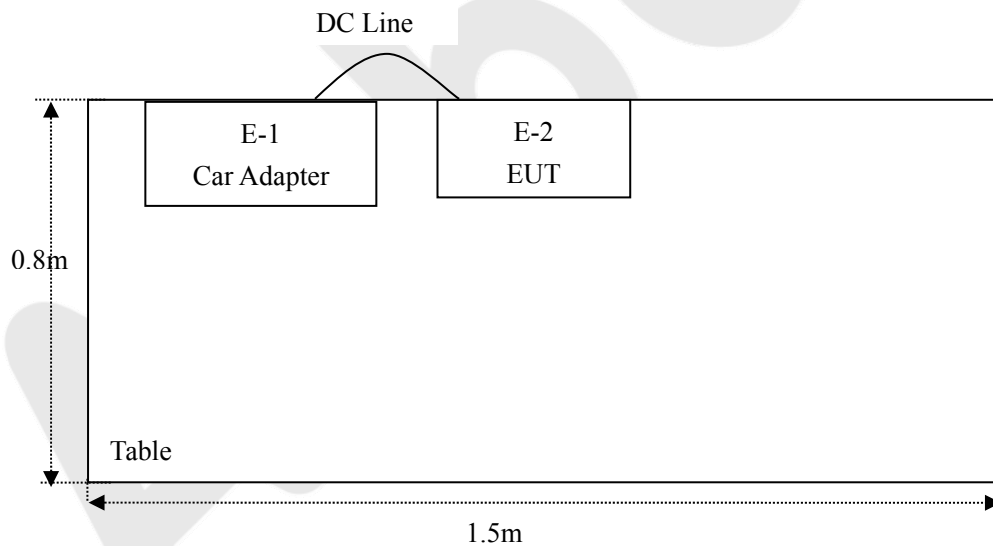 DC Line
E-1
Car Adapter
E-2
EUT
0.8m
Table
1.5m